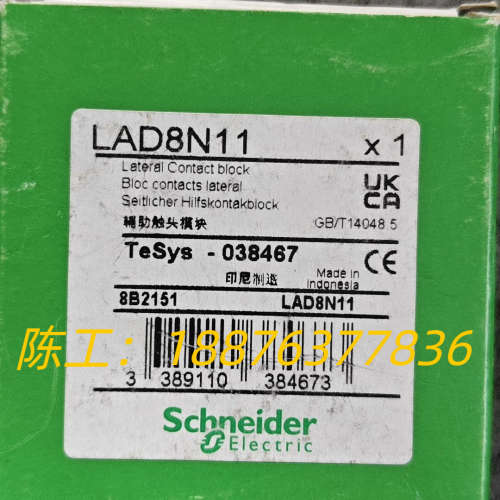 LAD8N11 x 1
Lateral Contact block
Bloc contacts lateral
Seitlicher Hilfskontakblock
辅助触头模块 GB/T14048.5
UK
CA
TeSys - 038467
印尼制造 Made in
Indonesia
CE
8B2151 LAD8N11
陈工：18876377836
3 389110 384673
Schneider
Electric